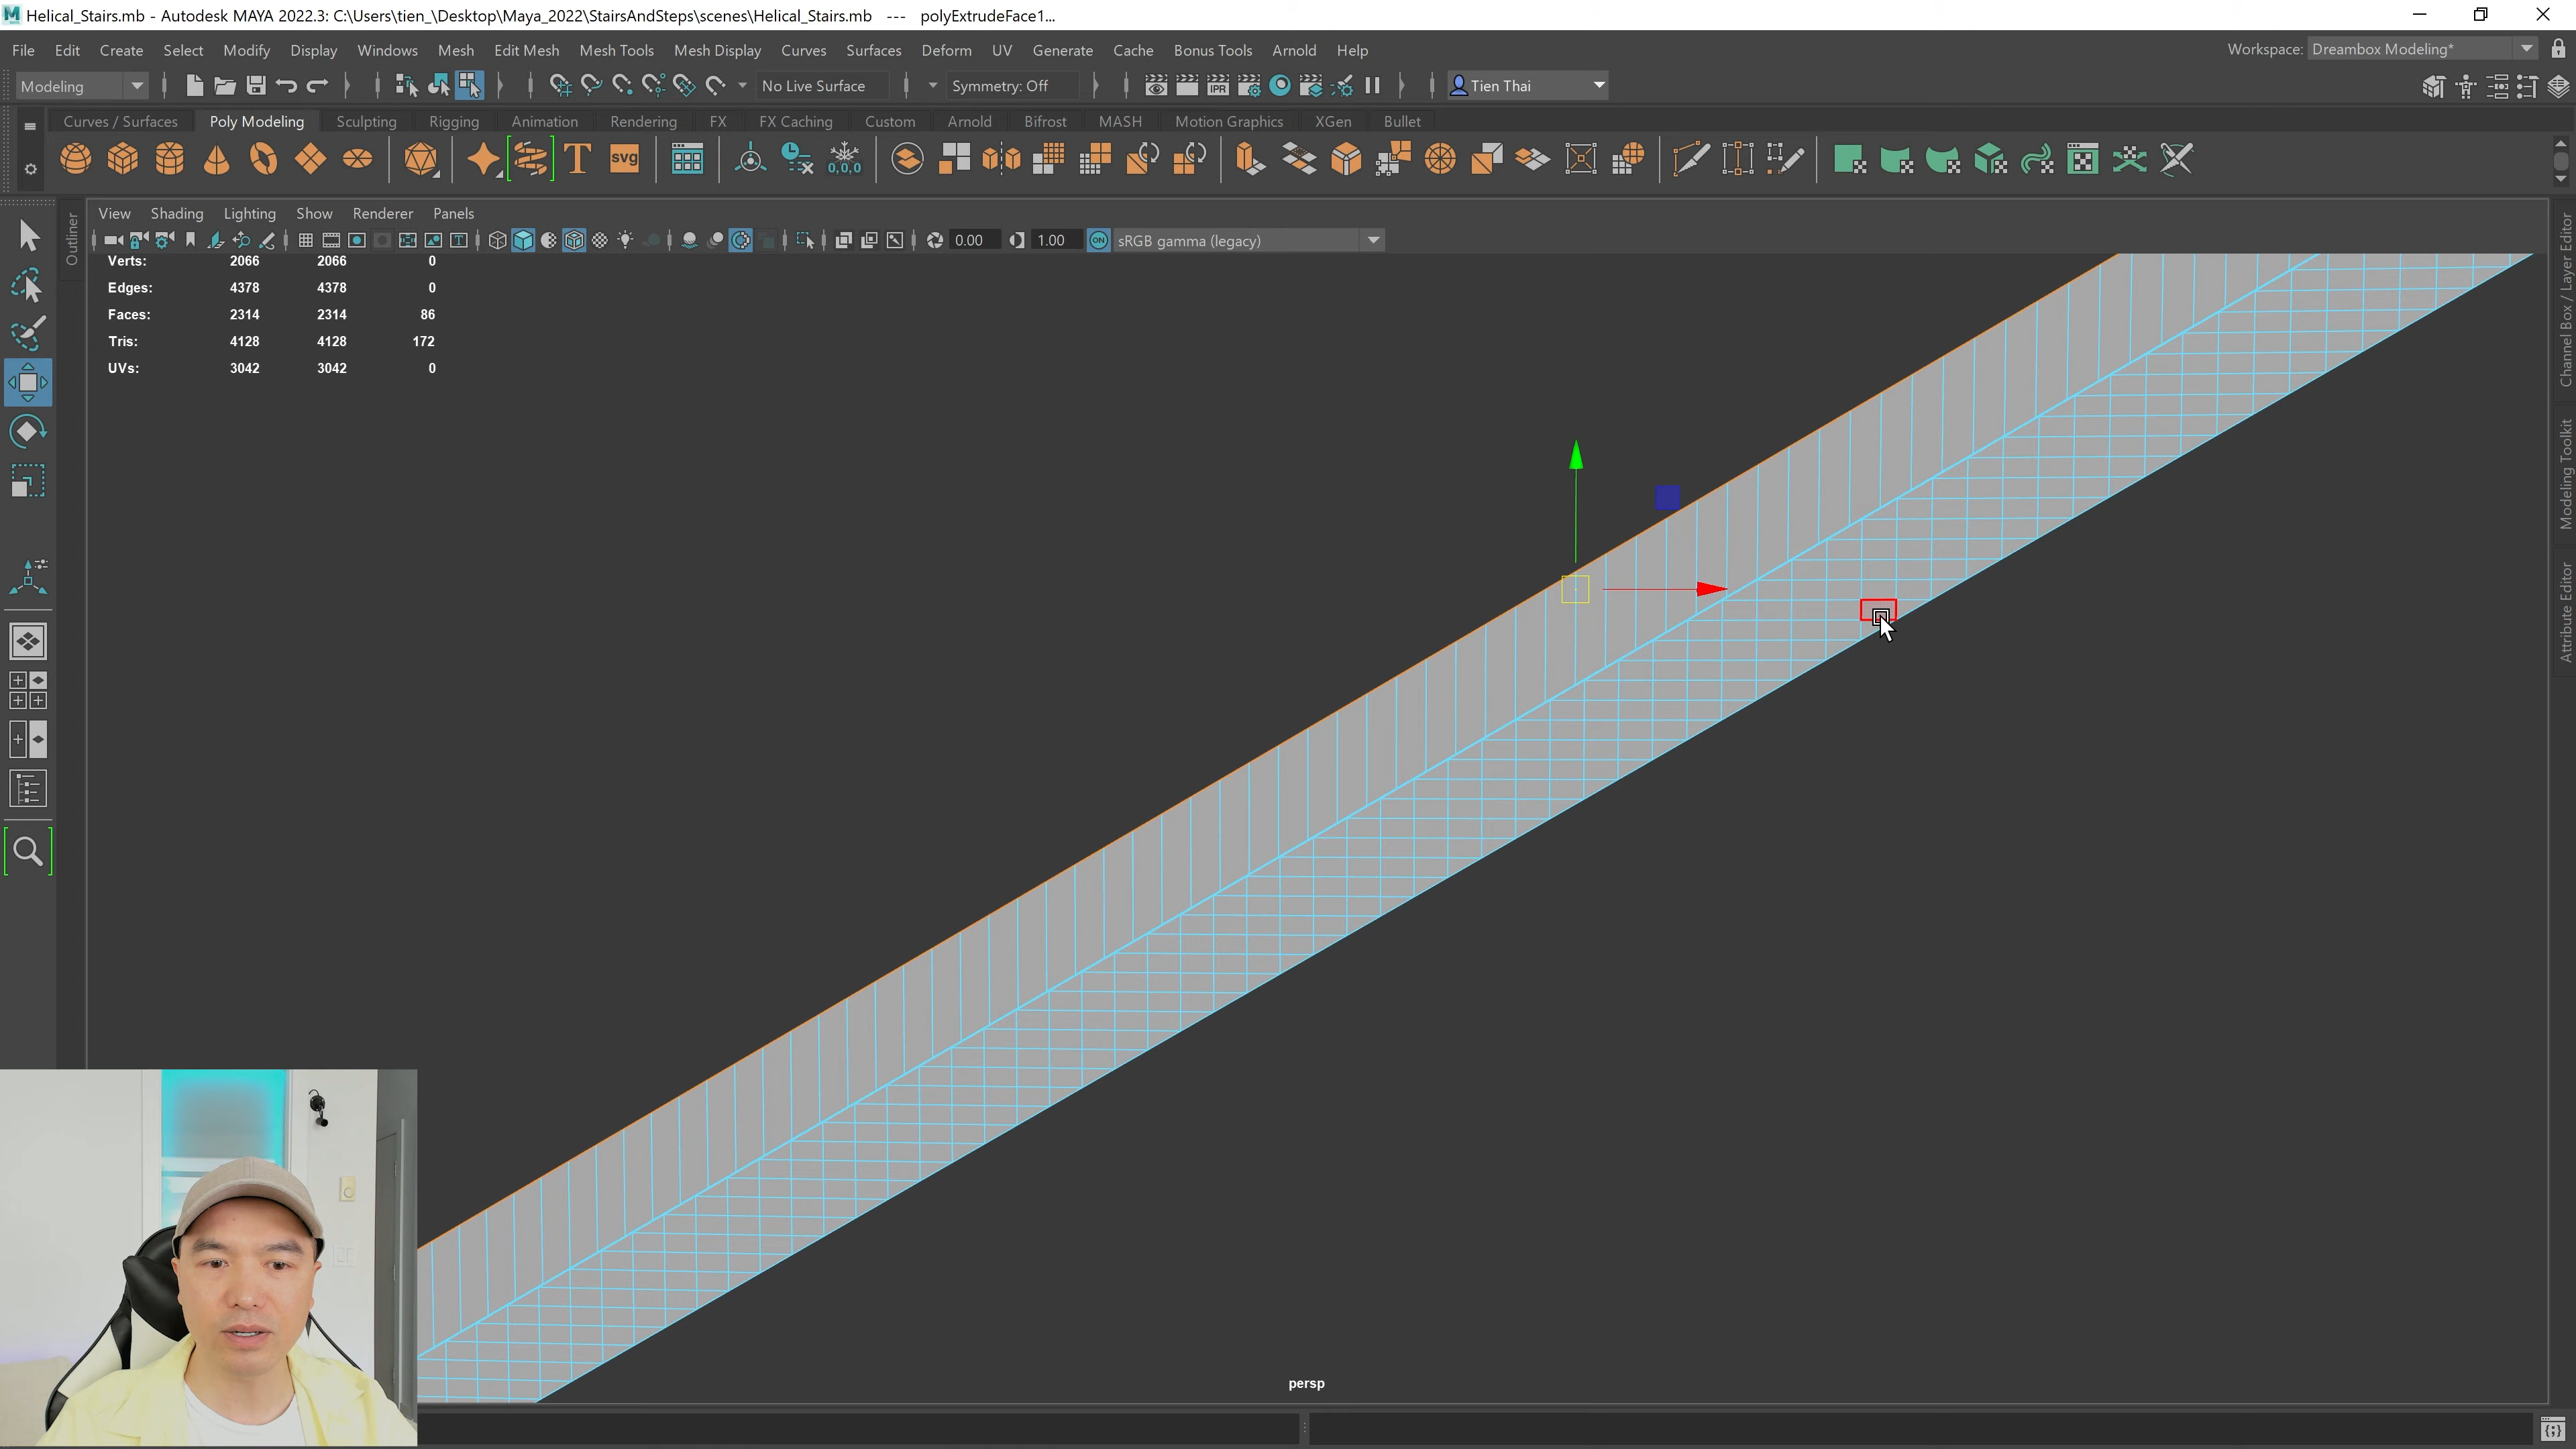 Helical_Stairs.mb - Autodesk MAYA 2022.3: C:\Users\tien_\Desktop\Maya_2022\StairsAndSteps\scenes\Helical_Stairs.mb --- polyExtrudeFace1...
File Edit Create Select Modify Display Windows Mesh Edit Mesh Mesh Tools Mesh Display Curves Surfaces Deform UV Generate Cache Bonus Tools Arnold Help Workspace: Dreambox Modeling*
Modeling No Live Surface Symmetry: Off IPR Tien Thai
Curves / Surfaces Poly Modeling Sculpting Rigging Animation Rendering FX FX Caching Custom Arnold Bifrost MASH Motion Graphics XGen Bullet
T svg 0,0,0
View Shading Lighting Show Renderer Panels
0.00 1.00 ON sRGB gamma (legacy)
Verts: 2066 2066 0
Edges: 4378 4378 0
Faces: 2314 2314 86
Tris: 4128 4128 172
UVs: 3042 3042 0
Outliner
Channel Box / Layer Editor
Modeling Toolkit
Attribute Editor
persp